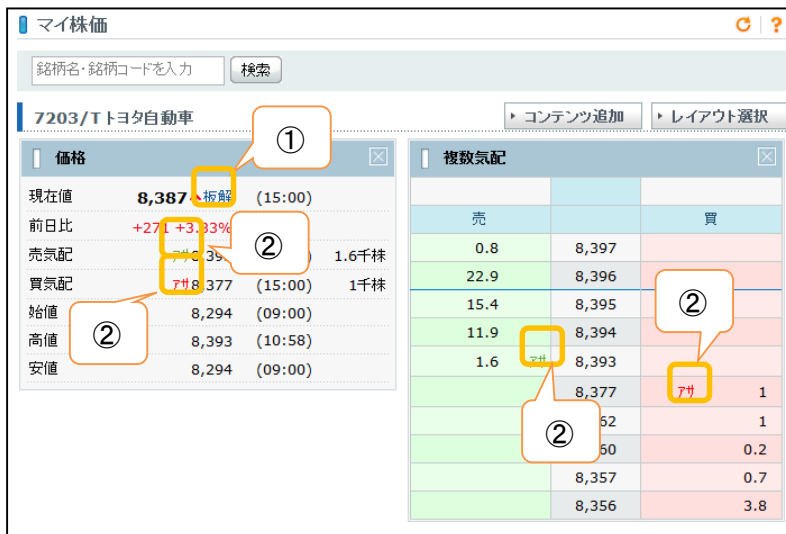 マイ株価
?
銘柄名・銘柄コードを入力 検索
7203/T トヨタ自動車
コンテンツ追加 レイアウト選択
①
価格
現在値 8,387 板解 (15:00)
前日比 +271 +3.33%
売気配 ｱｻ 8,39 1.6千株
②
買気配 ｱｻ 8,377 (15:00) 1千株
始値 8,294 (09:00)
②
高値 8,393 (10:58)
安値 8,294 (09:00)
複数気配
売 買
0.8 8,397
22.9 8,396
15.4 8,395
②
11.9 8,394
1.6 ｱｻ 8,393
8,377 ｱｻ 1
62 1
②
60 0.2
8,357 0.7
8,356 3.8